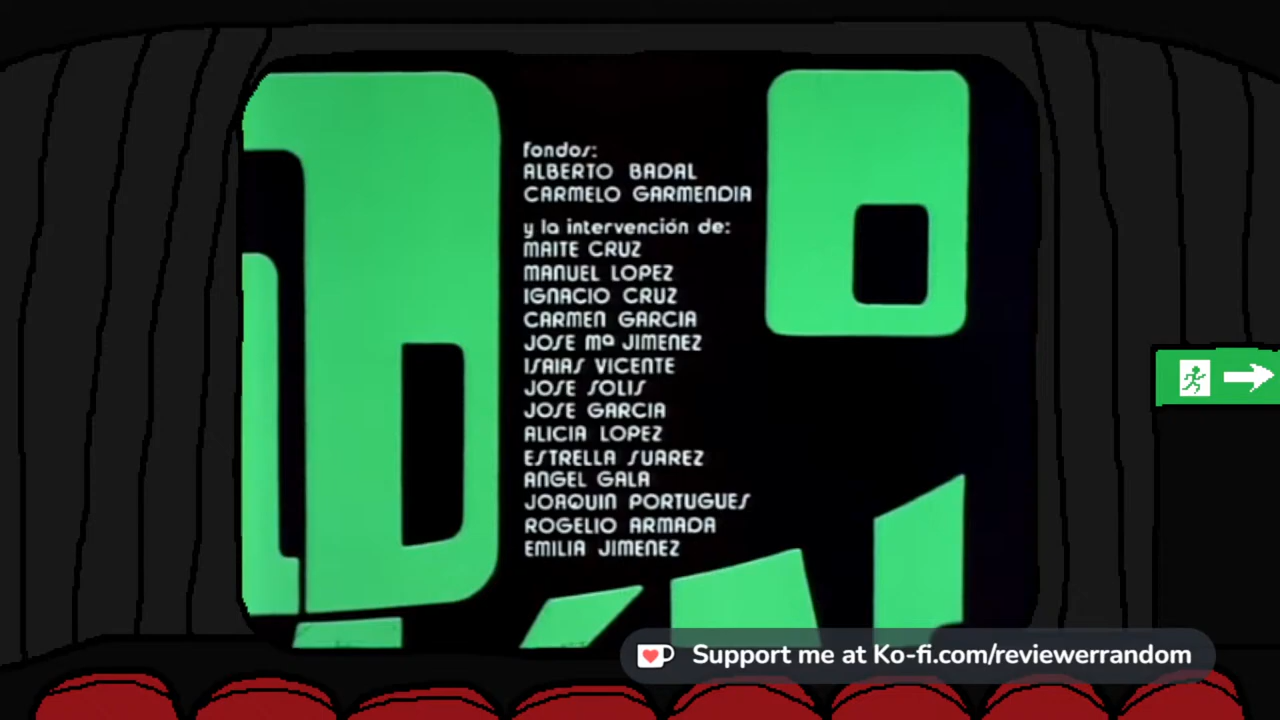 fondos:
ALBERTO BADAL
CARMELO GARMENDIA
y la intervención de:
MAITE CRUZ
MANUEL LOPEZ
IGNACIO CRUZ
CARMEN GARCIA
JOSE Mª JIMENEZ
ISAIAS VICENTE
JOSE SOLIS
JOSE GARCIA
ALICIA LOPEZ
ESTRELLA SUAREZ
ANGEL GALA
JOAQUIN PORTUGUES
ROGELIO ARMADA
EMILIA JIMENEZ
Support me at Ko-fi.com/reviewerrandom